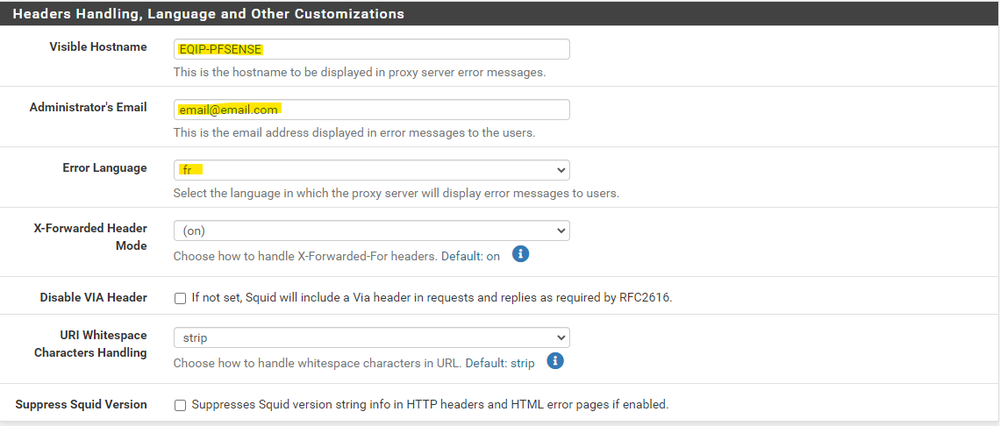 Headers Handling, Language and Other Customizations
Visible Hostname
EQIP-PFSENSE
This is the hostname to be displayed in proxy server error messages.
Administrator's Email
email@email.com
This is the email address displayed in error messages to the users.
Error Language
fr
Select the language in which the proxy server will display error messages to users.
X-Forwarded Header
Mode
(on)
Choose how to handle X-Forwarded-For headers. Default: on
Disable VIA Header
If not set, Squid will include a Via header in requests and replies as required by RFC2616.
URI Whitespace
Characters Handling
strip
Choose how to handle whitespace characters in URL. Default: strip
Suppress Squid Version
Suppresses Squid version string info in HTTP headers and HTML error pages if enabled.